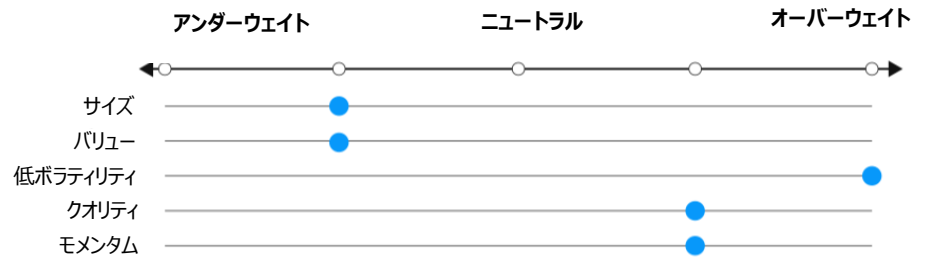 アンダーウェイト
ニュートラル
オーバーウェイト
サイズ
バリュー
低ボラティリティ
クオリティ
モメンタム